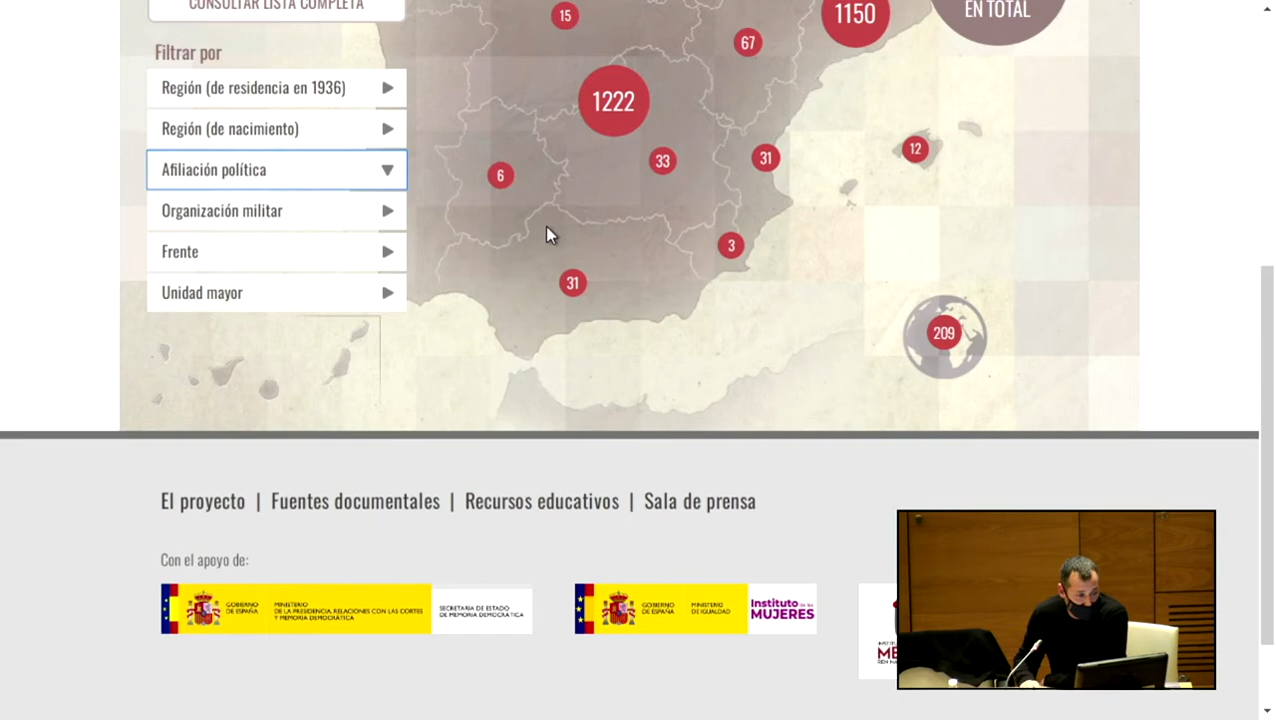 CONSULTAR LISTA COMPLETA
15
1150
EN TOTAL
67
Filtrar por
Región (de residencia en 1936)
1222
Región (de nacimiento)
12
33
31
Afiliación política
6
Organización militar
3
Frente
31
Unidad mayor
209
El proyecto | Fuentes documentales | Recursos educativos | Sala de prensa
Con el apoyo de:
GOBIERNO
DE ESPAÑA
MINISTERIO
DE LA PRESIDENCIA, RELACIONES CON LAS CORTES
Y MEMORIA DEMOCRÁTICA
SECRETARÍA DE ESTADO
DE MEMORIA DEMOCRÁTICA
GOBIERNO
DE ESPAÑA
MINISTERIO
DE IGUALDAD
Instituto
MUJERES